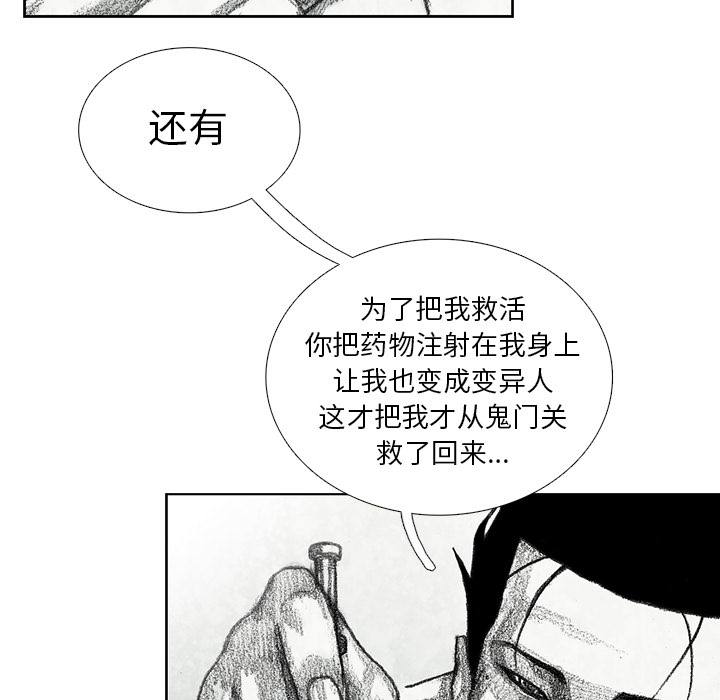 还有
为了把我救活
你把药物注射在我身上
让我也变成变异人
这才把我才从鬼门关
救了回来...